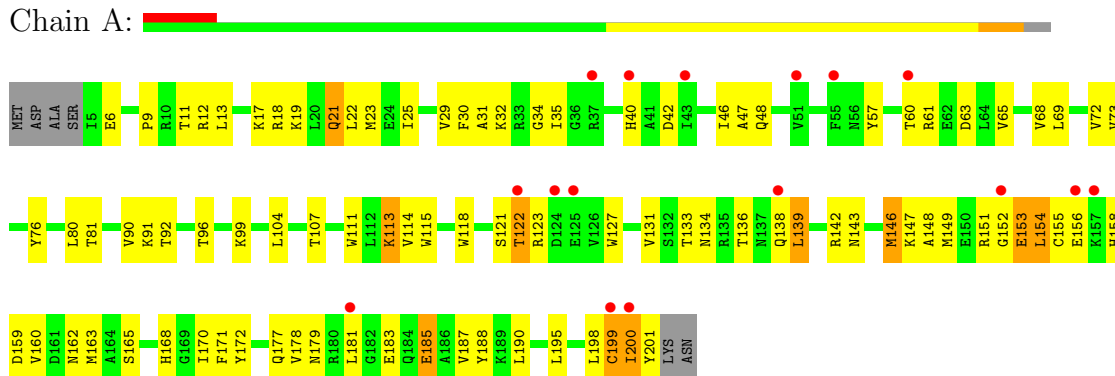 Chain A:
MET ASP ALA SER I5 E6 P9 R10 T11 R12 L13 K17 R18 K19 L20 Q21 L22 M23 E24 I25 V29 F30 A31 K32 R33 G34 I35 G36 R37 H40 A41 D42 I43 I46 A47 Q48 V51 F55 N56 Y57 T60 R61 E62 D63 L64 V65 V68 L69 V72
Y76 L80 T81 V90 K91 T92 T96 K99 L104 T107 W111 L112 K113 V114 W115 W118 S121 T122 R123 D124 E125 V126 W127 V131 S132 T133 N134 R135 T136 N137 Q138 L139 R142 N143 M146 K147 A148 M149 E150 R151 G152 E153 L154 C155 E156 K157 H158
D159 V160 D161 N162 M163 A164 S165 H168 G169 I170 F171 Y172 Q177 V178 N179 R180 L181 G182 E183 Q184 E185 A186 V187 Y188 K189 L190 L195 L198 G199 I200 Y201 LYS ASN